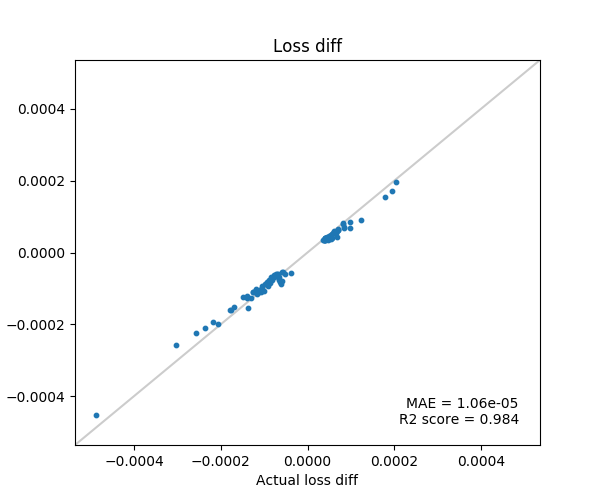 Loss diff
0.0004
0.0002
0.0000
−0.0002
−0.0004
MAE = 1.06e-05
R2 score = 0.984
−0.0004 −0.0002 0.0000 0.0002 0.0004
Actual loss diff